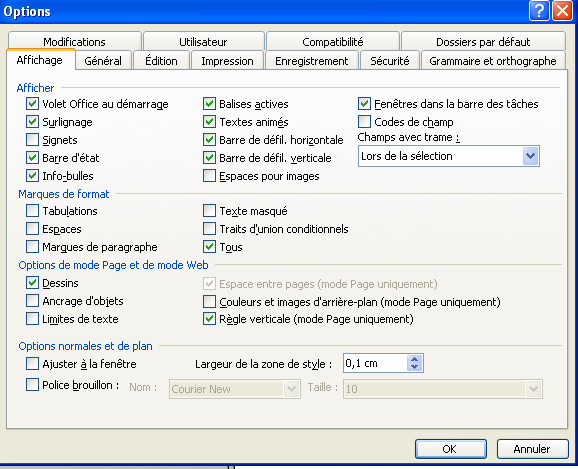 Options
Modifications Utilisateur Compatibilité Dossiers par défaut
Affichage Général Édition Impression Enregistrement Sécurité Grammaire et orthographe
Afficher
Volet Office au démarrage Balises actives Fenêtres dans la barre des tâches
Surlignage Textes animés Codes de champ
Signets Barre de défil. horizontale Champs avec trame :
Barre d'état Barre de défil. verticale Lors de la sélection
Info-bulles Espaces pour images
Marques de format
Tabulations Texte masqué
Espaces Traits d'union conditionnels
Marques de paragraphe Tous
Options de mode Page et de mode Web
Dessins Espace entre pages (mode Page uniquement)
Ancrage d'objets Couleurs et images d'arrière-plan (mode Page uniquement)
Limites de texte Règle verticale (mode Page uniquement)
Options normales et de plan
Ajuster à la fenêtre Largeur de la zone de style : 0,1 cm
Police brouillon : Nom : Courier New Taille : 10
OK Annuler